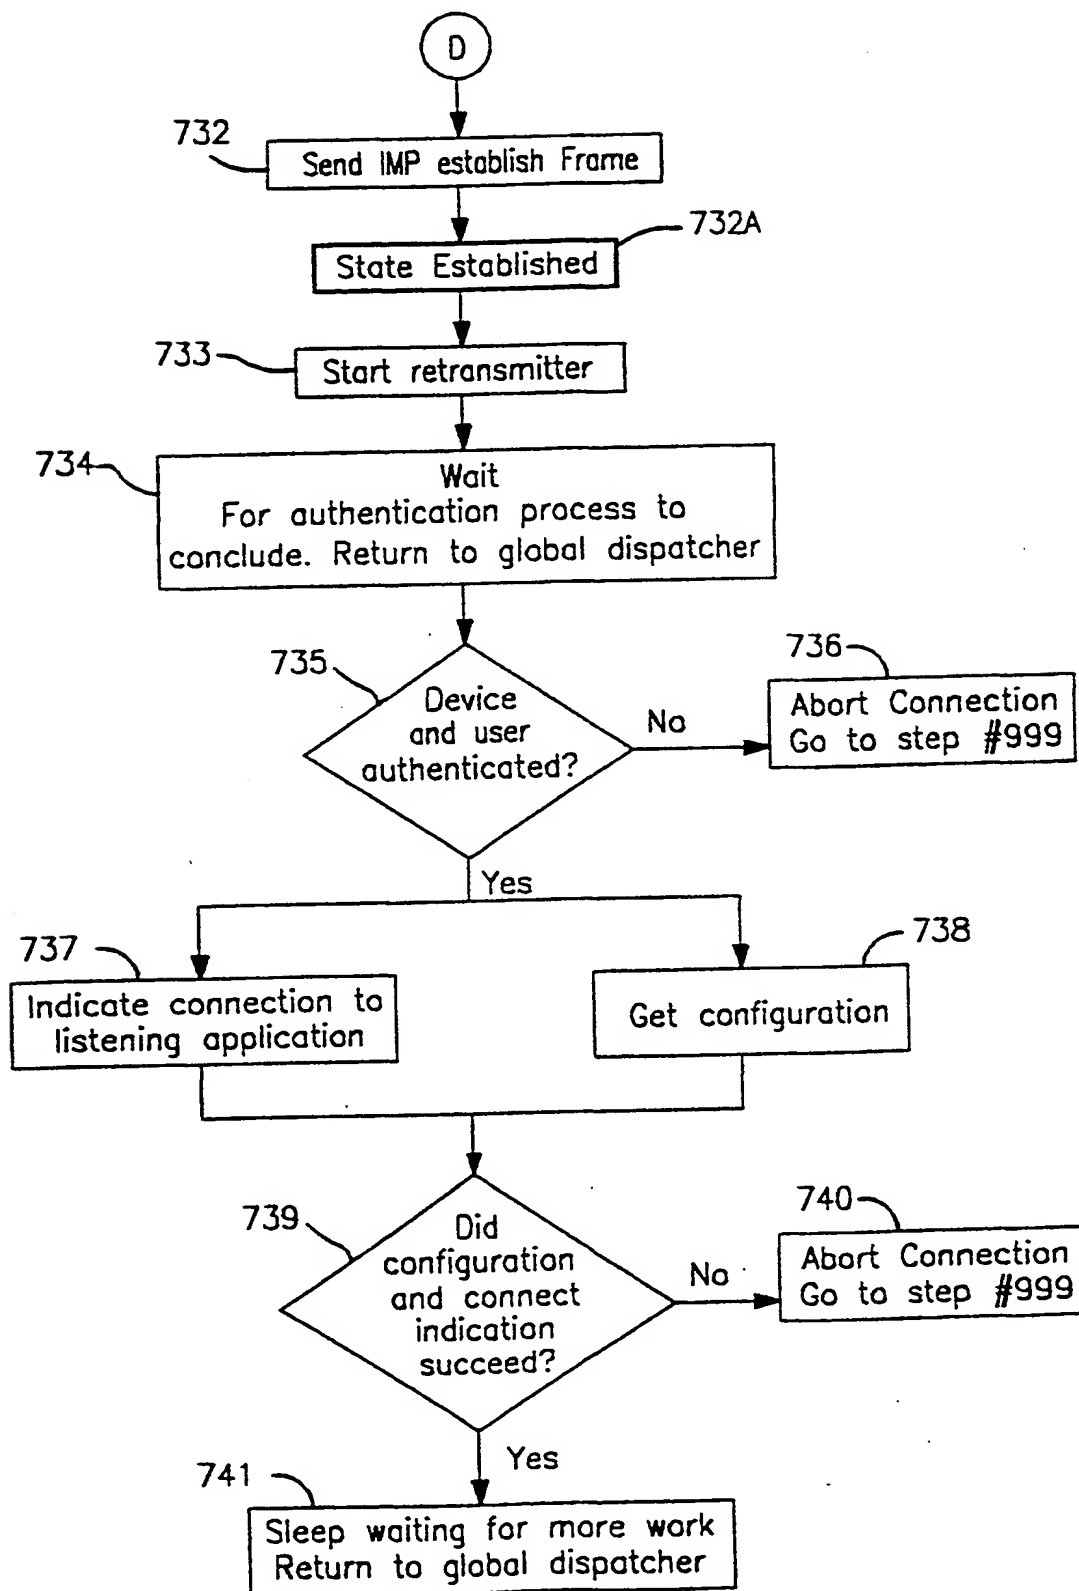 D
732
Send IMP establish Frame
732A
State Established
733
Start retransmitter
734
Wait
For authentication process to
conclude. Return to global dispatcher
735
Device
and user
authenticated?
No
736
Abort Connection
Go to step #999
Yes
737
Indicate connection to
listening application
738
Get configuration
739
Did
configuration
and connect
indication
succeed?
No
740
Abort Connection
Go to step #999
Yes
741
Sleep waiting for more work
Return to global dispatcher